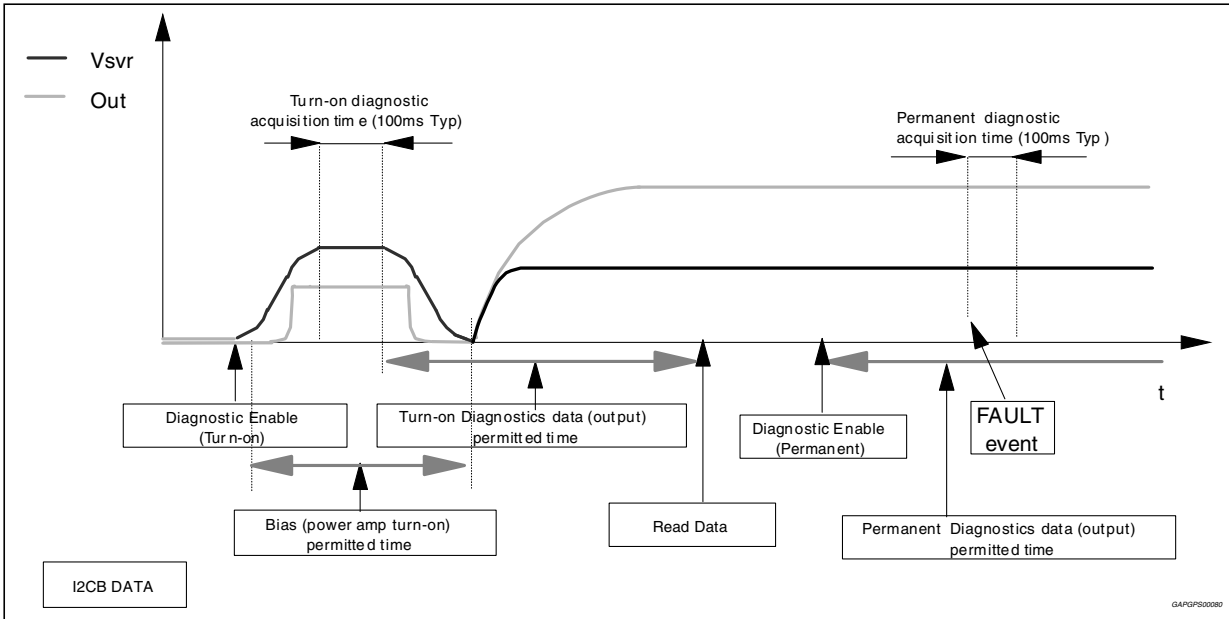 Vsvr
Out
Turn-on diagnostic
acquisition time (100ms Typ)
Permanent diagnostic
acquisition time (100ms Typ )
t
Diagnostic Enable
(Turn-on)
Turn-on Diagnostics data (output)
permitted time
Diagnostic Enable
(Permanent)
FAULT
event
Bias (power amp turn-on)
permitted time
Read Data
Permanent Diagnostics data (output)
permitted time
I2CB DATA
GAPGPS00080